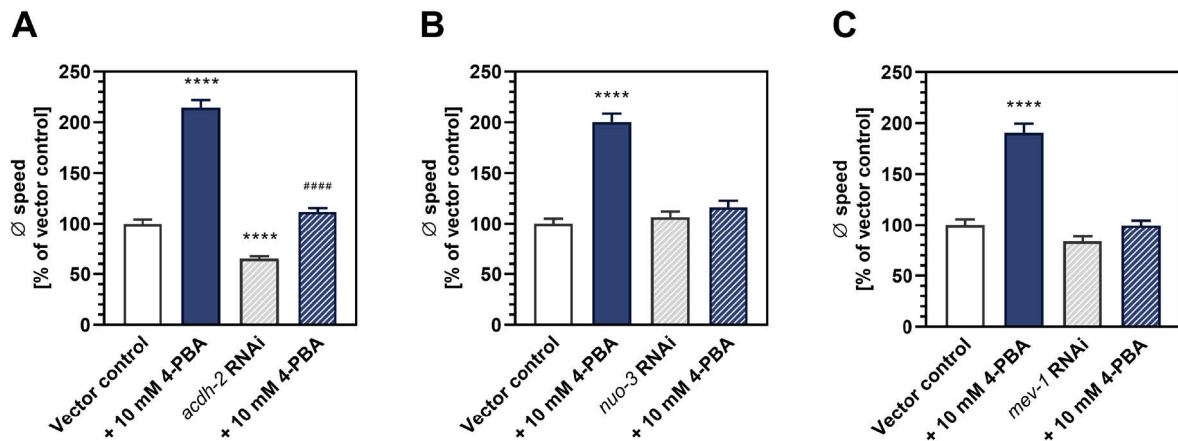 A
Ø speed
[% of vector control]
250
200
150
100
50
0
****
****
####
Vector control
+ 10 mM 4-PBA
acdh-2 RNAi
+ 10 mM 4-PBA
B
Ø speed
[% of vector control]
250
200
150
100
50
0
****
Vector control
+ 10 mM 4-PBA
nuo-3 RNAi
+ 10 mM 4-PBA
C
Ø speed
[% of vector control]
250
200
150
100
50
0
****
Vector control
+ 10 mM 4-PBA
mev-1 RNAi
+ 10 mM 4-PBA